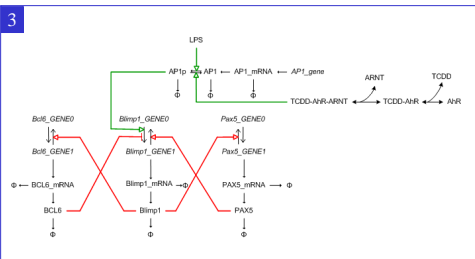 3
LPS
AP1p AP1 AP1_mRNA AP1_gene
Φ Φ Φ
ARNT TCDD
TCDD-AhR-ARNT TCDD-AhR AhR
Bcl6_GENE0 Blimp1_GENE0 Pax5_GENE0
Bcl6_GENE1 Blimp1_GENE1 Pax5_GENE1
Φ BCL6_mRNA Blimp1_mRNA Φ PAX5_mRNA Φ
BCL6 Blimp1 PAX5
Φ Φ Φ